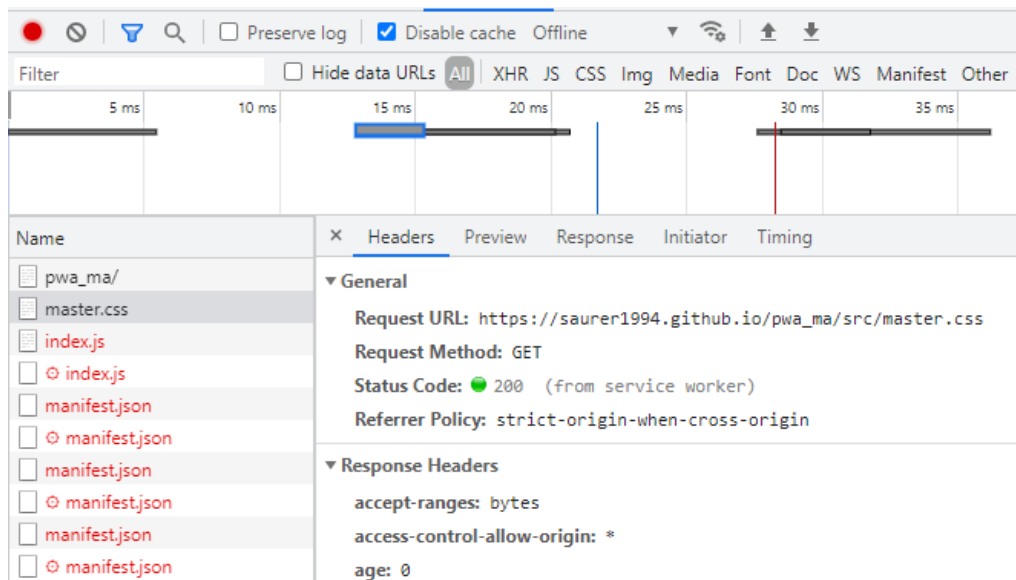 Preserve log Disable cache Offline
Filter Hide data URLs All XHR JS CSS Img Media Font Doc WS Manifest Other
5 ms 10 ms 15 ms 20 ms 25 ms 30 ms 35 ms
Name × Headers Preview Response Initiator Timing
pwa_ma/
master.css
index.js
index.js
manifest.json
manifest.json
manifest.json
manifest.json
manifest.json
manifest.json
General
Request URL: https://saurer1994.github.io/pwa_ma/src/master.css
Request Method: GET
Status Code: 200 (from service worker)
Referrer Policy: strict-origin-when-cross-origin
Response Headers
accept-ranges: bytes
access-control-allow-origin: *
age: 0